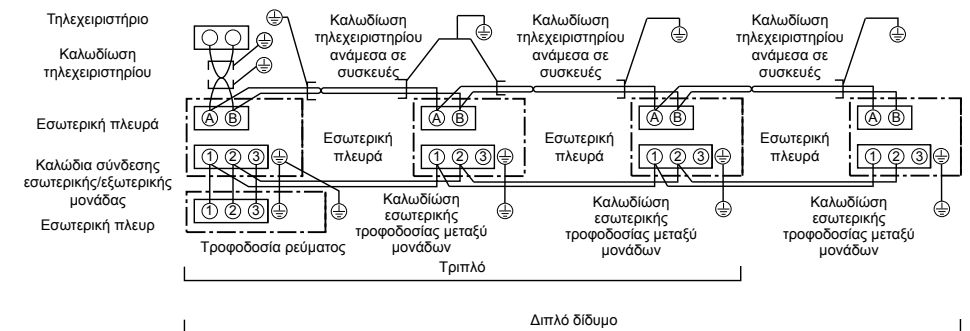 Τηλεχειριστήριο
Καλωδίωση
τηλεχειριστηρίου
Καλωδίωση
τηλεχειριστηρίου
ανάμεσα σε
συσκευές
Καλωδίωση
τηλεχειριστηρίου
ανάμεσα σε
συσκευές
Καλωδίωση
τηλεχειριστηρίου
ανάμεσα σε
συσκευές
Εσωτερική πλευρά
A B
Εσωτερική
πλευρά
A B
Εσωτερική
πλευρά
A B
Εσωτερική
πλευρά
A B
1 2 3
1 2 3
1 2 3
1 2 3
Καλώδια σύνδεσης
εσωτερικής/εξωτερικής
μονάδας
Εσωτερική πλευρ
1 2 3
Τροφοδοσία ρεύματος
Καλωδίωση
εσωτερικής
τροφοδοσίας μεταξύ
μονάδων
Καλωδίωση
εσωτερικής
τροφοδοσίας μεταξύ
μονάδων
Καλωδίωση
εσωτερικής
τροφοδοσίας μεταξύ
μονάδων
Τριπλό
Διπλό δίδυμο